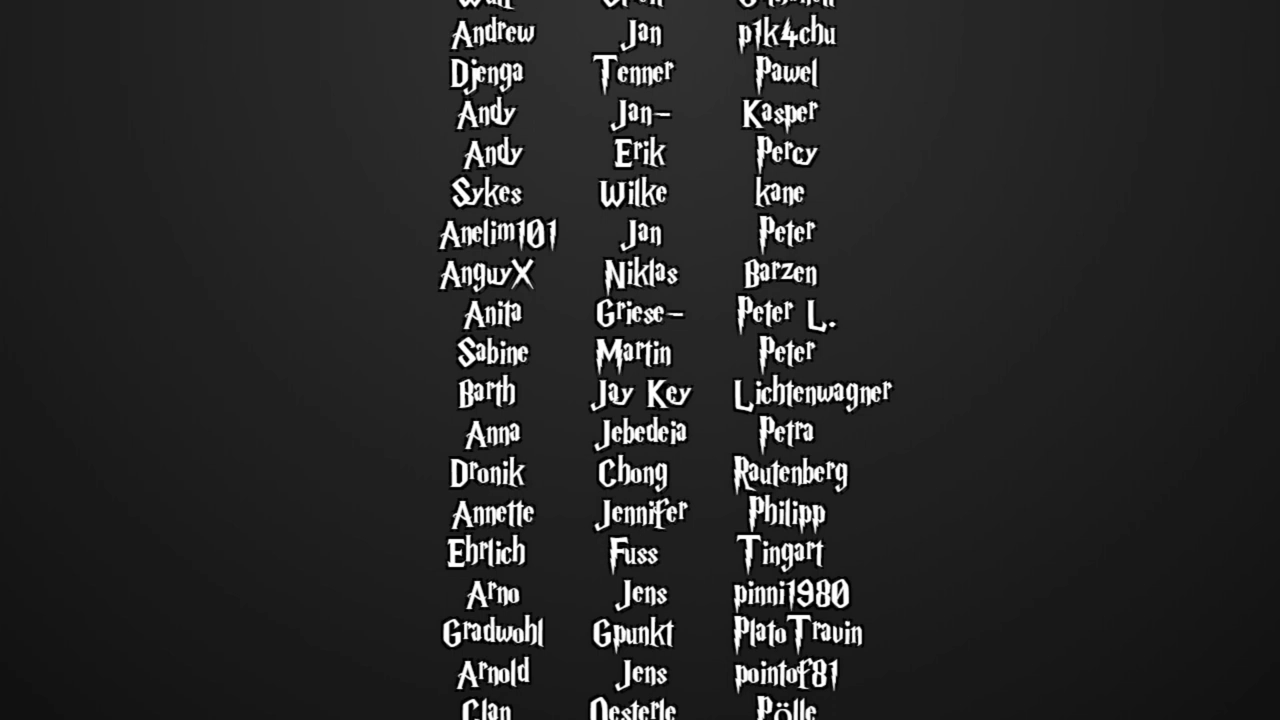 Andrew Jan p1k4chu
Djenga Tenner Pawel
Andy Jan- Kasper
Andy Erik Percy
Sykes Wilke kane
Anelim101 Jan Peter
AnguyX Niklas Barzen
Anita Griese- Peter L.
Sabine Martin Peter
Barth Jay Key Lichtenwagner
Anna Jebedeia Petra
Dronik Chong Rautenberg
Annette Jennifer Philipp
Ehrlich Fuss Tingart
Arno Jens pinni1980
Gradwohl Gpunkt PlatoTravin
Arnold Jens pointof81
Clan Oesterle Pölle